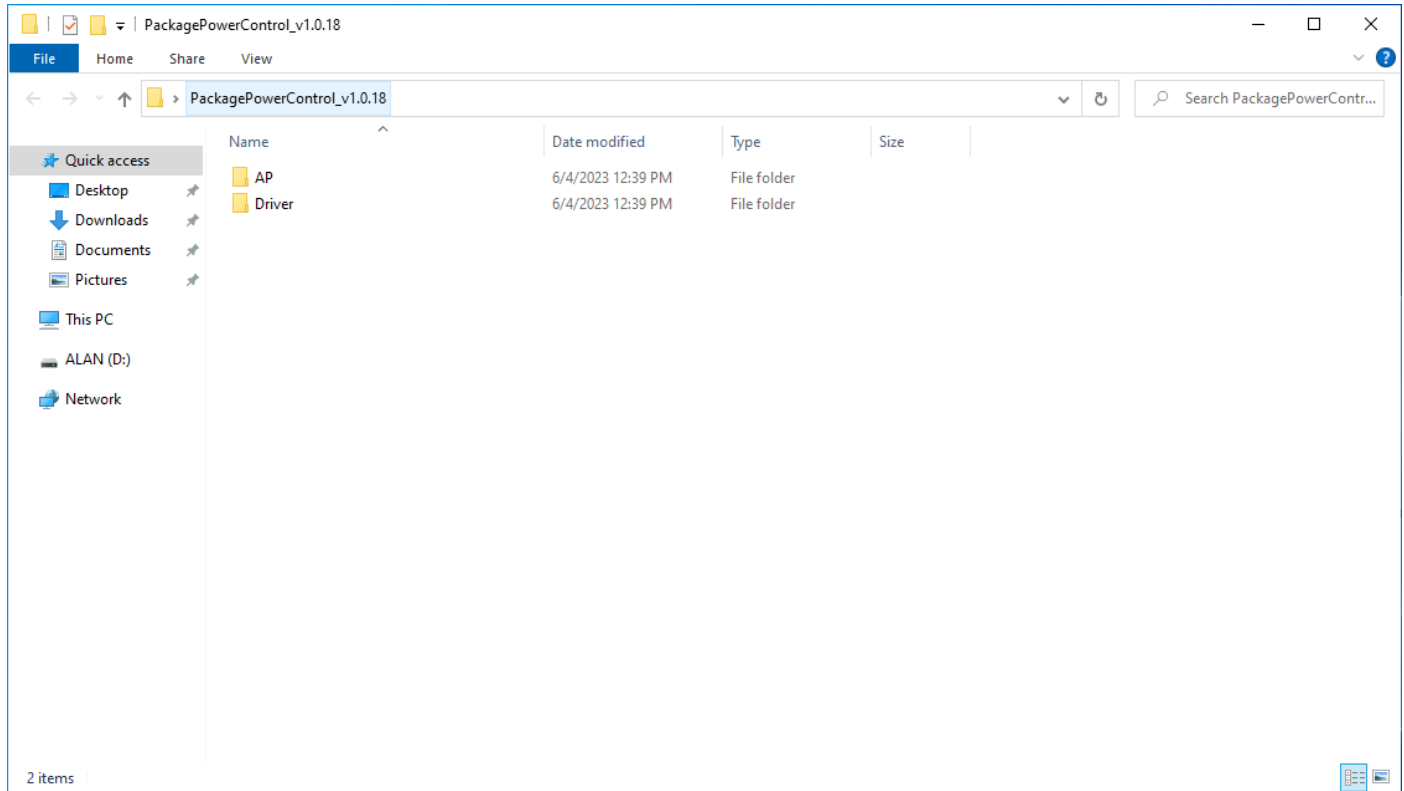 PackagePowerControl_v1.0.18
File Home Share View
PackagePowerControl_v1.0.18
Search PackagePowerContr...
Name Date modified Type Size
Quick access
Desktop
Downloads
Documents
Pictures
This PC
ALAN (D:)
Network
AP 6/4/2023 12:39 PM File folder
Driver 6/4/2023 12:39 PM File folder
2 items